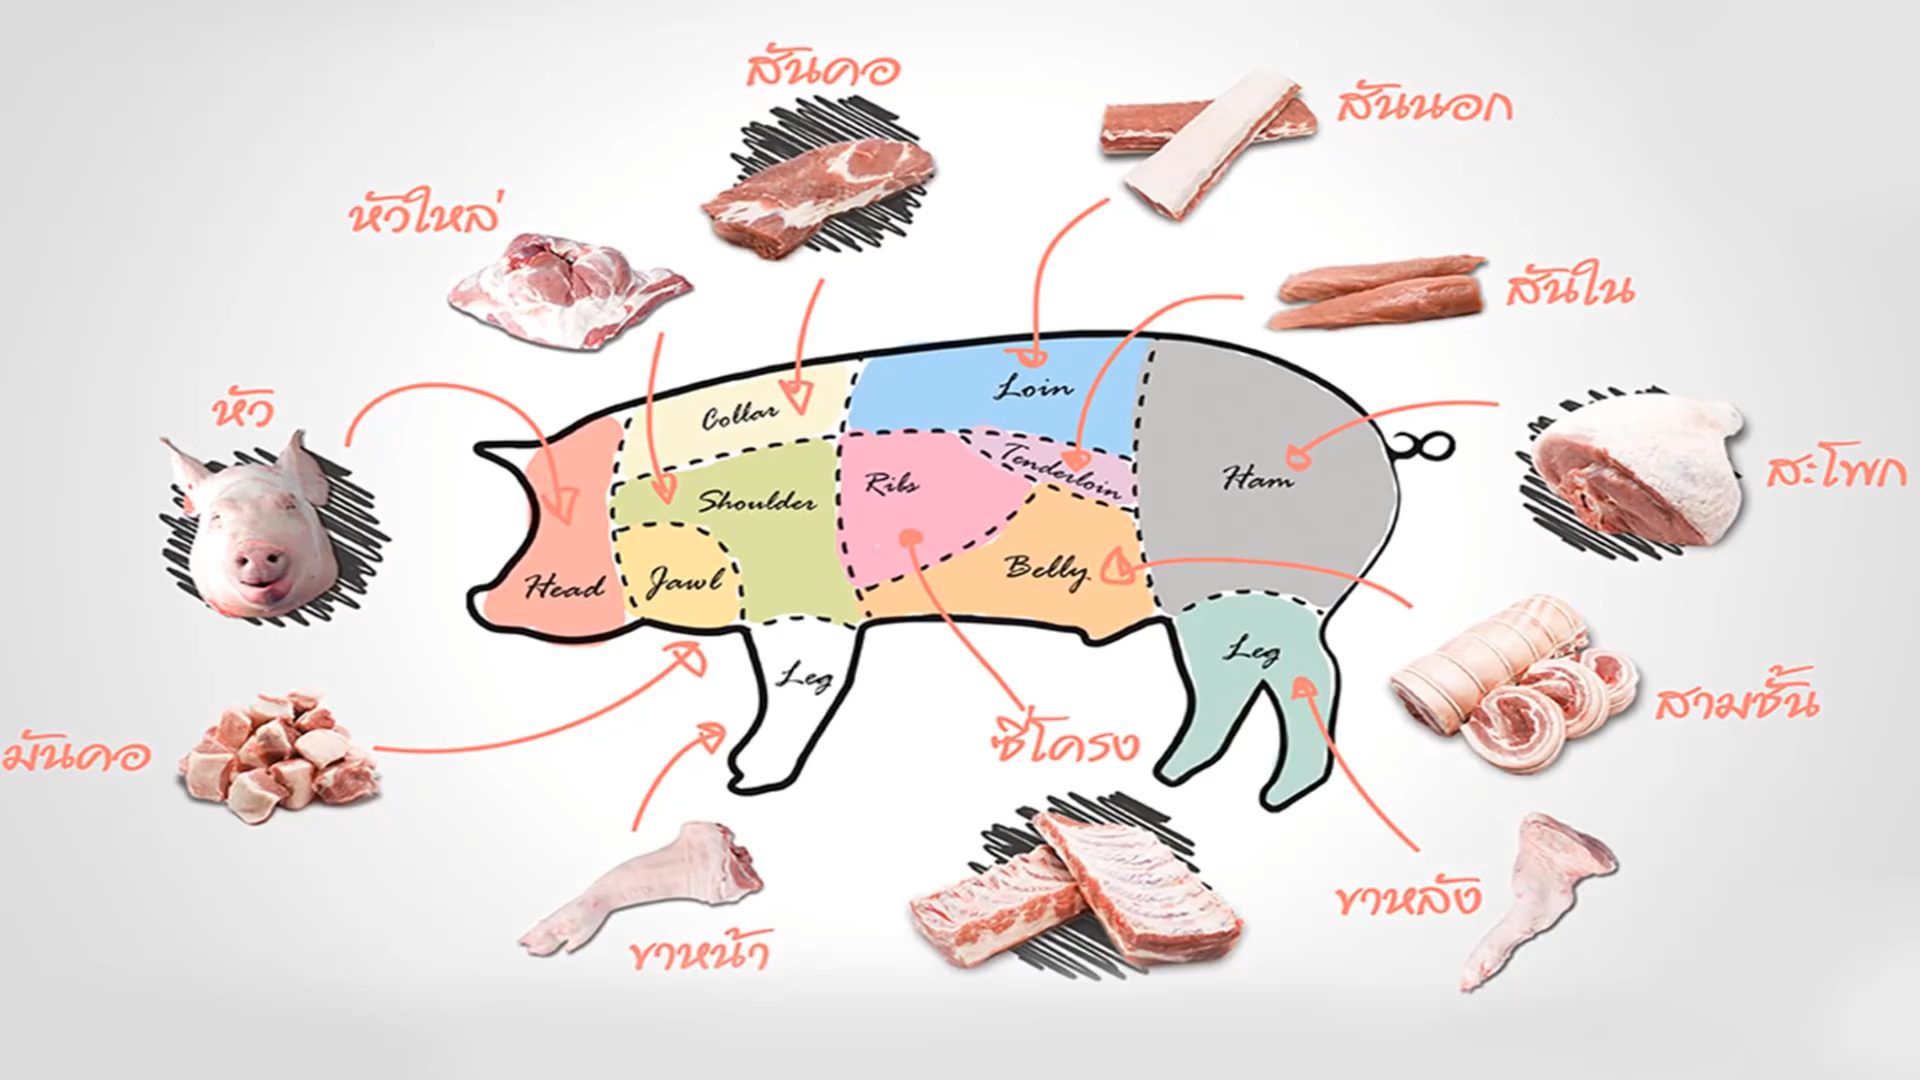 สันคอ
สันนอก
หัวไหล่
สันใน
หัว
Collar
Loin
สะโพก
Shoulder
Ribs
Tenderloin
Ham
Head
Jawl
Belly
Leg
Leg
มันคอ
ซี่โครง
สามชั้น
ขาหน้า
ขาหลัง